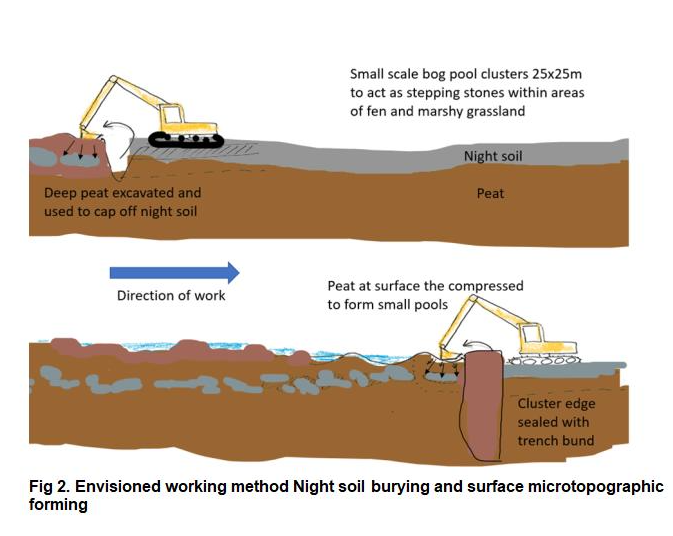 Small scale bog pool clusters 25x25m
to act as stepping stones within areas
of fen and marshy grassland
Night soil
Deep peat excavated and
used to cap off night soil
Peat
Direction of work
Peat at surface the compressed
to form small pools
Cluster edge
sealed with
trench bund
Fig 2. Envisioned working method Night soil burying and surface microtopographic
forming